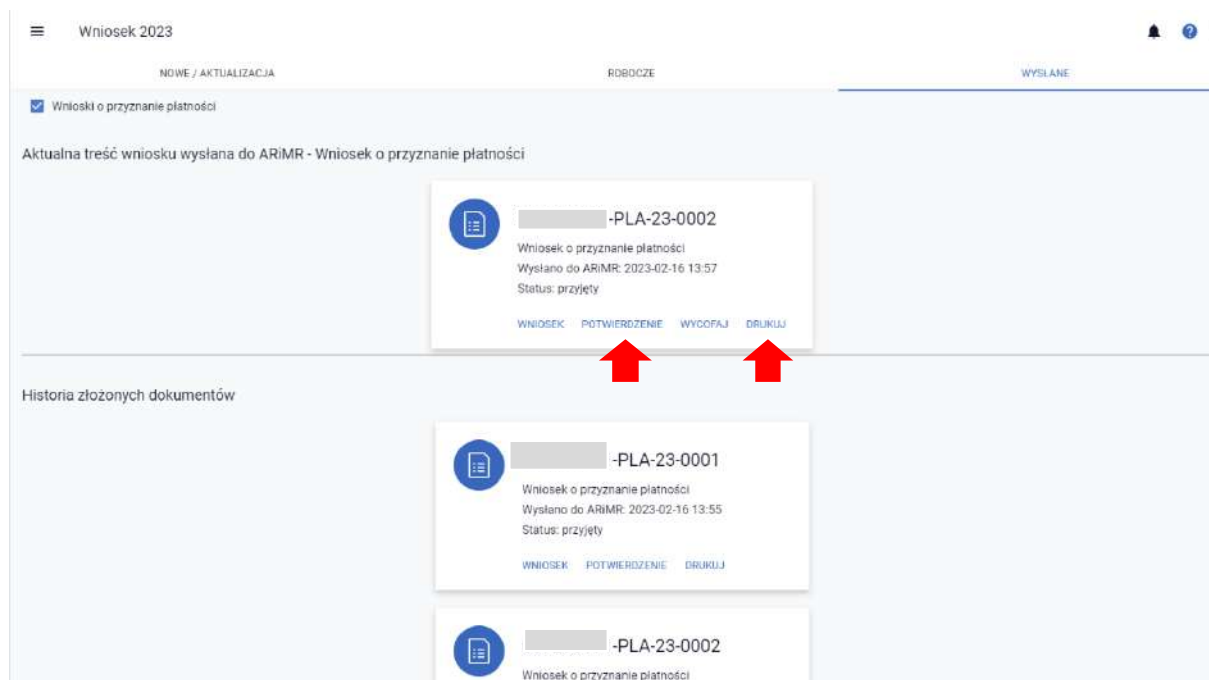 Wniosek 2023
NOWE / AKTUALIZACJA
ROBOCZE
WYSŁANE
Wnioski o przyznanie płatności
Aktualna treść wniosku wysłana do ARiMR - Wniosek o przyznanie płatności
-PLA-23-0002
Wniosek o przyznanie płatności
Wysłano do ARiMR: 2023-02-16 13:57
Status: przyjęty
WNIOSEK POTWIERDZENIE WYCOFAJ DRUKUJ
Historia złożonych dokumentów
-PLA-23-0001
Wniosek o przyznanie płatności
Wysłano do ARiMR: 2023-02-16 13:55
Status: przyjęty
WNIOSEK POTWIERDZENIE DRUKUJ
-PLA-23-0002
Wniosek o przyznanie płatności